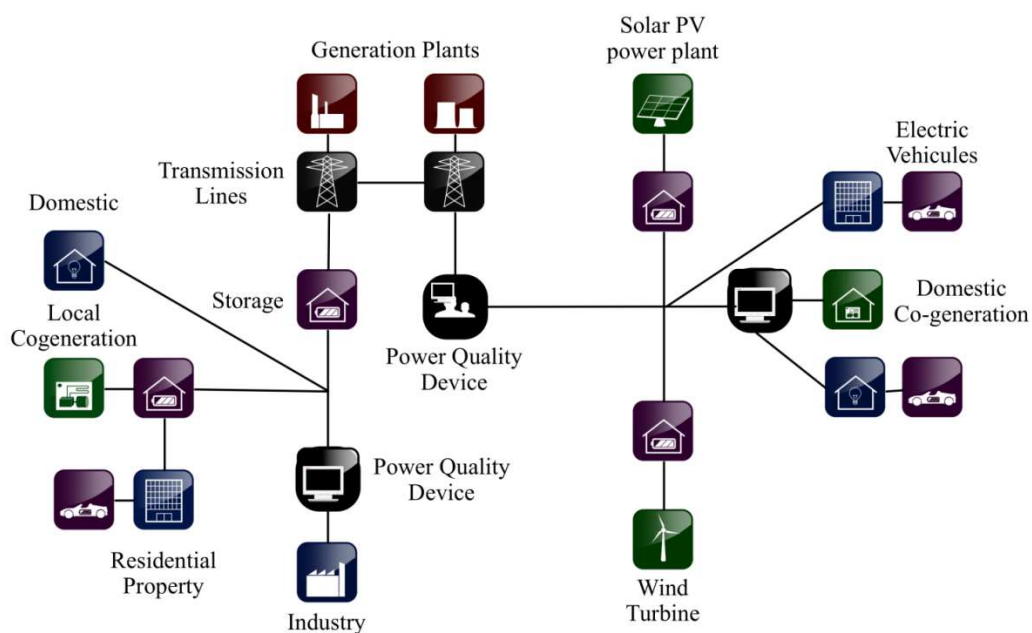 Generation Plants
Solar PV
power plant
Electric
Vehicules
Transmission
Lines
Domestic
Storage
Local
Cogeneration
Domestic
Co-generation
Power Quality
Device
Power Quality
Device
Residential
Property
Industry
Wind
Turbine